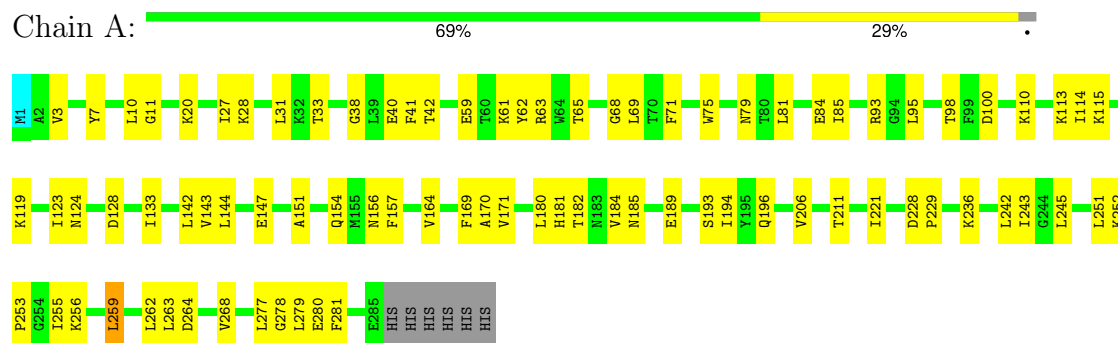 Chain A:
69% 29% •
M1 A2 V3 Y7 L10 G11 K20 I27 K28 L31 K32 T33 G38 L39 E40 F41 T42 E59 T60 K61 Y62 R63 W64 T65 G68 L69 T70 F71 W75 N79 T80 L81 E84 I85 R93 G94 L95 T98 F99 D100 K110 K113 I114 K115
K119 I123 N124 D128 I133 L142 V143 L144 E147 A151 Q154 M155 N156 F157 V164 F169 A170 V171 L180 H181 T182 N183 V184 N185 E189 S193 I194 Y195 Q196 V206 T211 I221 D228 P229 K236 L242 I243 G244 L245 L251 K252
P253 G254 I255 K256 L259 L262 L263 D264 V268 L277 G278 L279 E280 F281 E285 HIS HIS HIS HIS HIS HIS